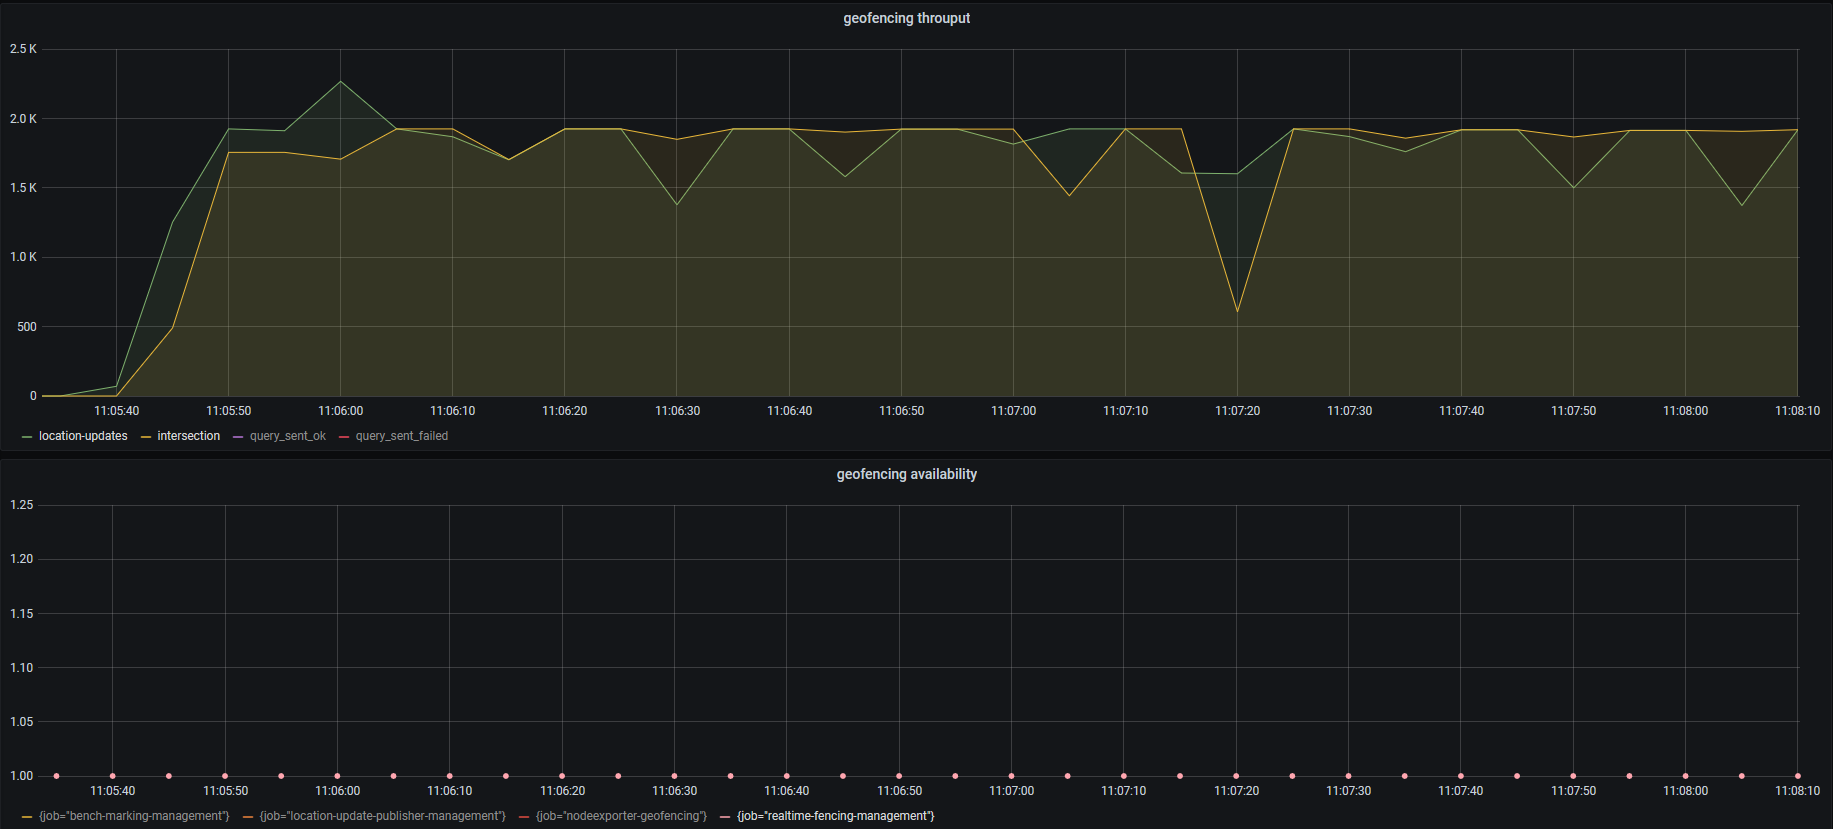 geofencing throuput
2.5 K
2.0 K
1.5 K
1.0 K
500
0
11:05:40 11:05:50 11:06:00 11:06:10 11:06:20 11:06:30 11:06:40 11:06:50 11:07:00 11:07:10 11:07:20 11:07:30 11:07:40 11:07:50 11:08:00 11:08:10
location-updates intersection query_sent_ok query_sent_failed
geofencing availability
1.25
1.20
1.15
1.10
1.05
1.00
11:05:40 11:05:50 11:06:00 11:06:10 11:06:20 11:06:30 11:06:40 11:06:50 11:07:00 11:07:10 11:07:20 11:07:30 11:07:40 11:07:50 11:08:00 11:08:10
{job="bench-marking-management"} {job="location-update-publisher-management"} {job="nodeexporter-geofencing"} {job="realtime-fencing-management"}